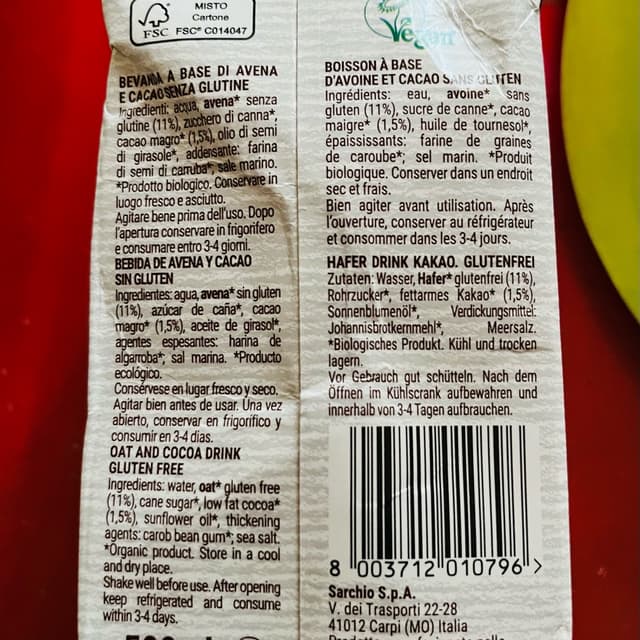 MISTO
Cartone
FSC FSC® C014047
BEVANDA A BASE DI AVENA
E CACAO SENZA GLUTINE
Ingredienti: acqua, avena* senza
glutine (11%), zucchero di canna*,
cacao magro* (1,5%), olio di semi
di girasole*, addensante: farina
di semi di carruba*, sale marino.
*Prodotto biologico. Conservare in
luogo fresco e asciutto.
Agitare bene prima dell'uso. Dopo
l'apertura conservare in frigorifero
e consumare entro 3-4 giorni.
BEBIDA DE AVENA Y CACAO
SIN GLUTEN
Ingredientes: agua, avena* sin gluten
(11%), azúcar de caña*, cacao
magro* (1,5%), aceite de girasol*,
agentes espesantes: harina de
algarroba*; sal marina. *Producto
ecológico.
Consérvese en lugar fresco y seco.
Agitar bien antes de usar. Una vez
abierto, conservar en frigorífico y
consumir en 3-4 días.
OAT AND COCOA DRINK
GLUTEN FREE
Ingredients: water, oat* gluten free
(11%), cane sugar*, low fat cocoa*
(1,5%), sunflower oil*, thickening
agents: carob bean gum*; sea salt.
*Organic product. Store in a cool
and dry place.
Shake well before use. After opening
keep refrigerated and consume
within 3-4 days.
Vegan
BOISSON À BASE
D'AVOINE ET CACAO SANS GLUTEN
Ingrédients: eau, avoine* sans
gluten (11%), sucre de canne*, cacao
maigre* (1,5%), huile de tournesol*,
épaississants: farine de graines
de caroube*; sel marin. *Produit
biologique. Conserver dans un endroit
sec et frais.
Bien agiter avant utilisation. Après
l'ouverture, conserver au réfrigérateur
et consommer dans les 3-4 jours.
HAFER DRINK KAKAO. GLUTENFREI
Zutaten: Wasser, Hafer* glutenfrei (11%),
Rohrzucker*, fettarmes Kakao* (1,5%),
Sonnenblumenöl*, Verdickungsmittel:
Johannisbrotkernmehl*, Meersalz.
*Biologisches Produkt. Kühl und trocken
lagern.
Vor Gebrauch gut schütteln. Nach dem
Öffnen im Kühlscrank aufbewahren und
innerhalb von 3-4 Tagen aufbrauchen.
8 003712 010796 >
Sarchio S.p.A.
V. dei Trasporti 22-28
41012 Carpi (MO) Italia